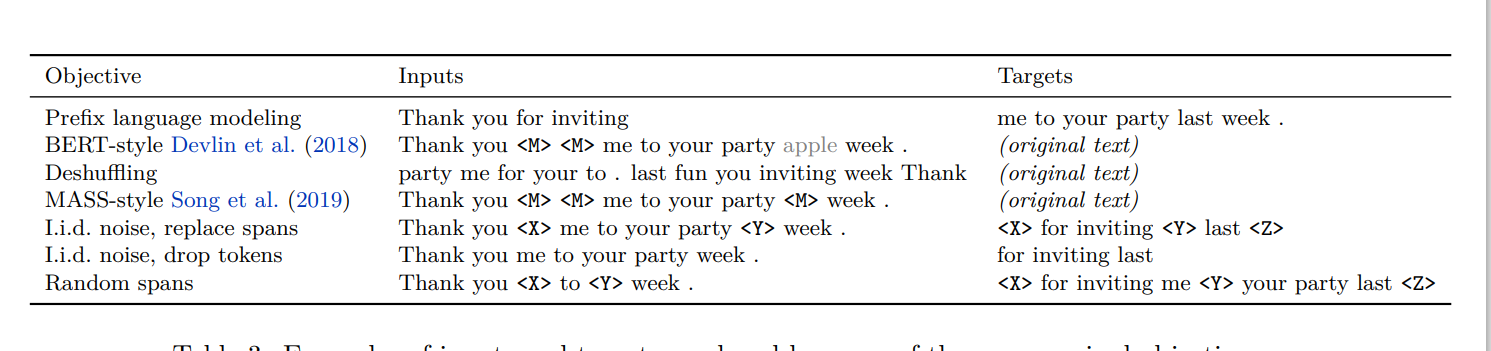 Objective Inputs Targets
Prefix language modeling Thank you for inviting me to your party last week .
BERT-style Devlin et al. (2018) Thank you <M> <M> me to your party apple week . (original text)
Deshuffling party me for your to . last fun you inviting week Thank (original text)
MASS-style Song et al. (2019) Thank you <M> <M> me to your party <M> week . (original text)
I.i.d. noise, replace spans Thank you <X> me to your party <Y> week . <X> for inviting <Y> last <Z>
I.i.d. noise, drop tokens Thank you me to your party week . for inviting last
Random spans Thank you <X> to <Y> week . <X> for inviting me <Y> your party last <Z>